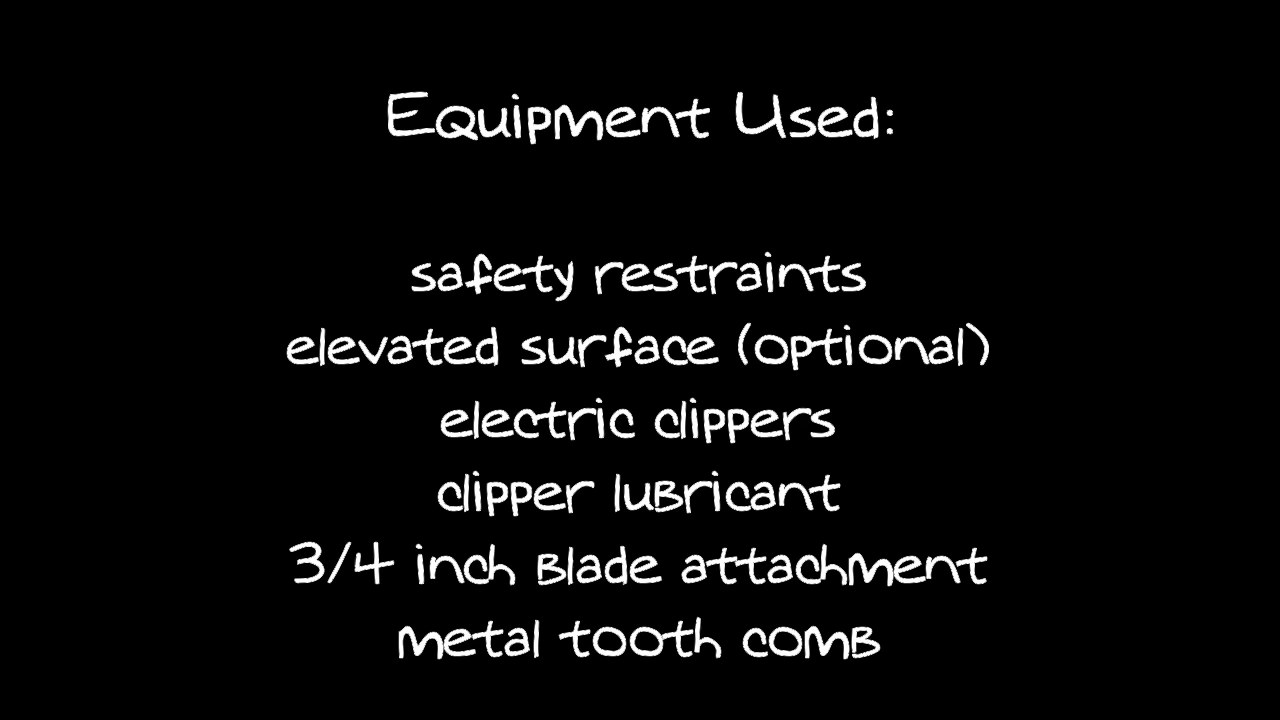 Equipment Used:
safety restraints
elevated surface (optional)
electric clippers
clipper lubricant
3/4 inch blade attachment
metal tooth comb